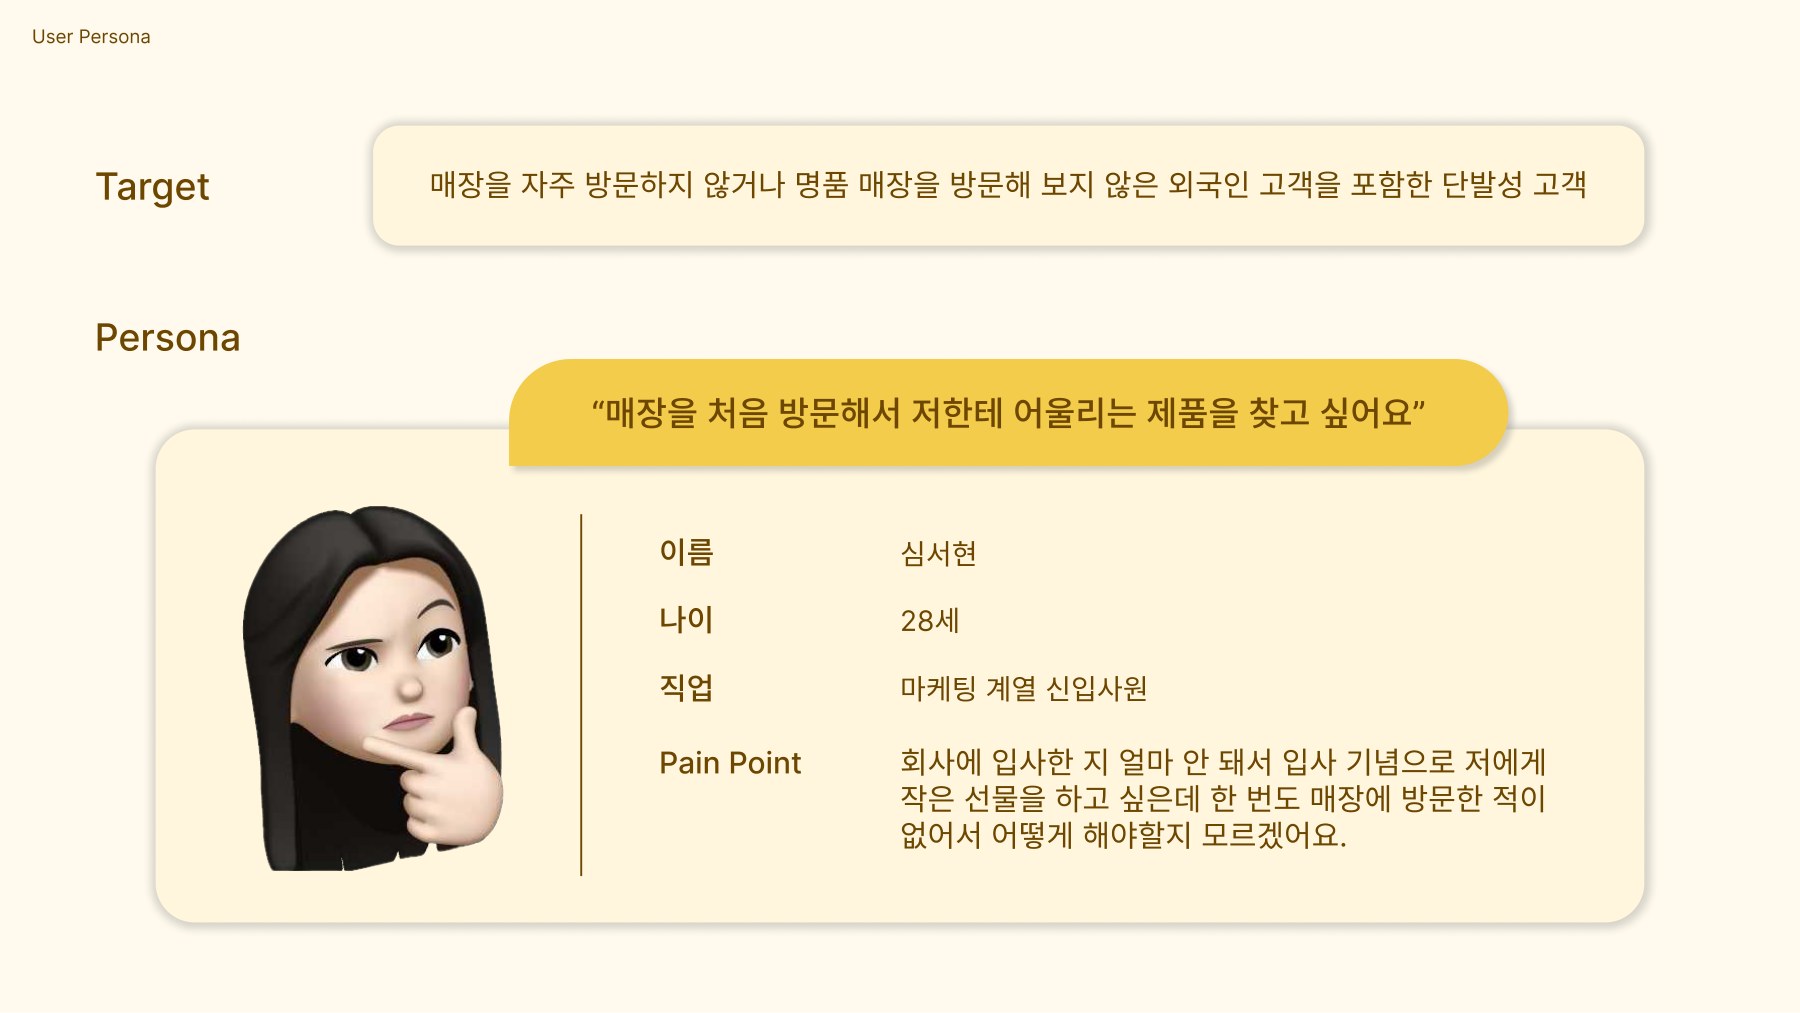 User Persona
Target
매장을 자주 방문하지 않거나 명품 매장을 방문해 보지 않은 외국인 고객을 포함한 단발성 고객
Persona
“매장을 처음 방문해서 저한테 어울리는 제품을 찾고 싶어요”
이름 심서현
나이 28세
직업 마케팅 계열 신입사원
Pain Point 회사에 입사한 지 얼마 안 돼서 입사 기념으로 저에게
작은 선물을 하고 싶은데 한 번도 매장에 방문한 적이
없어서 어떻게 해야할지 모르겠어요.